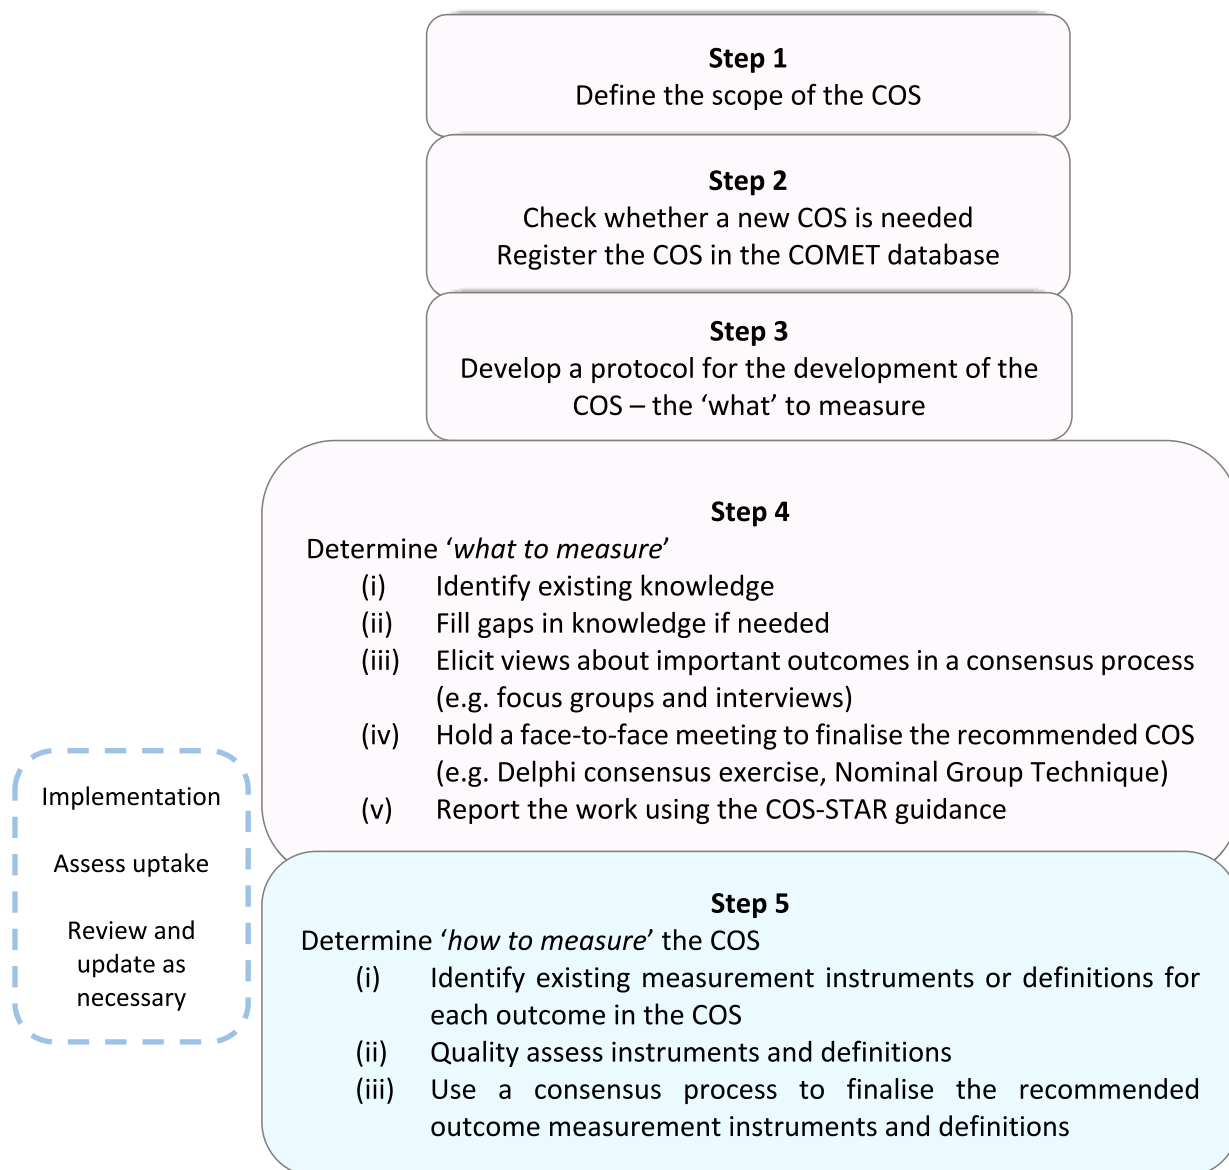 Step 1
Define the scope of the COS
Step 2
Check whether a new COS is needed
Register the COS in the COMET database
Step 3
Develop a protocol for the development of the
COS – the ‘what’ to measure
Step 4
Determine ‘what to measure’
(i) Identify existing knowledge
(ii) Fill gaps in knowledge if needed
(iii) Elicit views about important outcomes in a consensus process
(e.g. focus groups and interviews)
(iv) Hold a face-to-face meeting to finalise the recommended COS
(e.g. Delphi consensus exercise, Nominal Group Technique)
(v) Report the work using the COS-STAR guidance
Implementation
Assess uptake
Review and
update as
necessary
Step 5
Determine ‘how to measure’ the COS
(i) Identify existing measurement instruments or definitions for
each outcome in the COS
(ii) Quality assess instruments and definitions
(iii) Use a consensus process to finalise the recommended
outcome measurement instruments and definitions